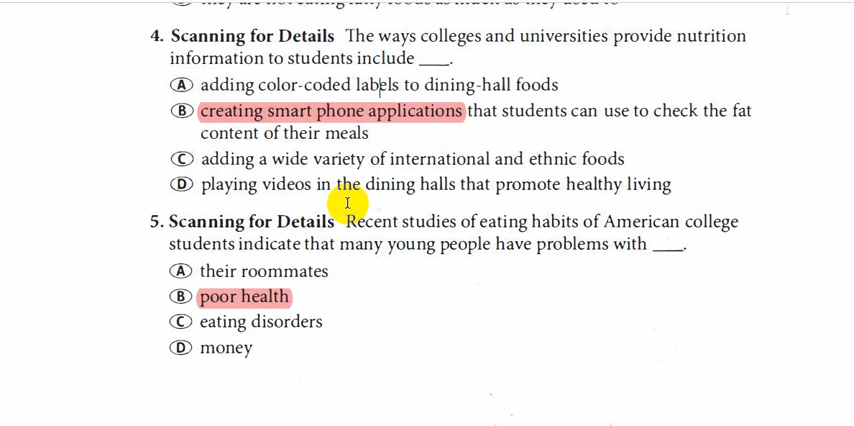 4. Scanning for Details The ways colleges and universities provide nutrition
information to students include ____.
A adding color-coded labels to dining-hall foods
B creating smart phone applications that students can use to check the fat
content of their meals
C adding a wide variety of international and ethnic foods
D playing videos in the dining halls that promote healthy living
5. Scanning for Details Recent studies of eating habits of American college
students indicate that many young people have problems with ____.
A their roommates
B poor health
C eating disorders
D money